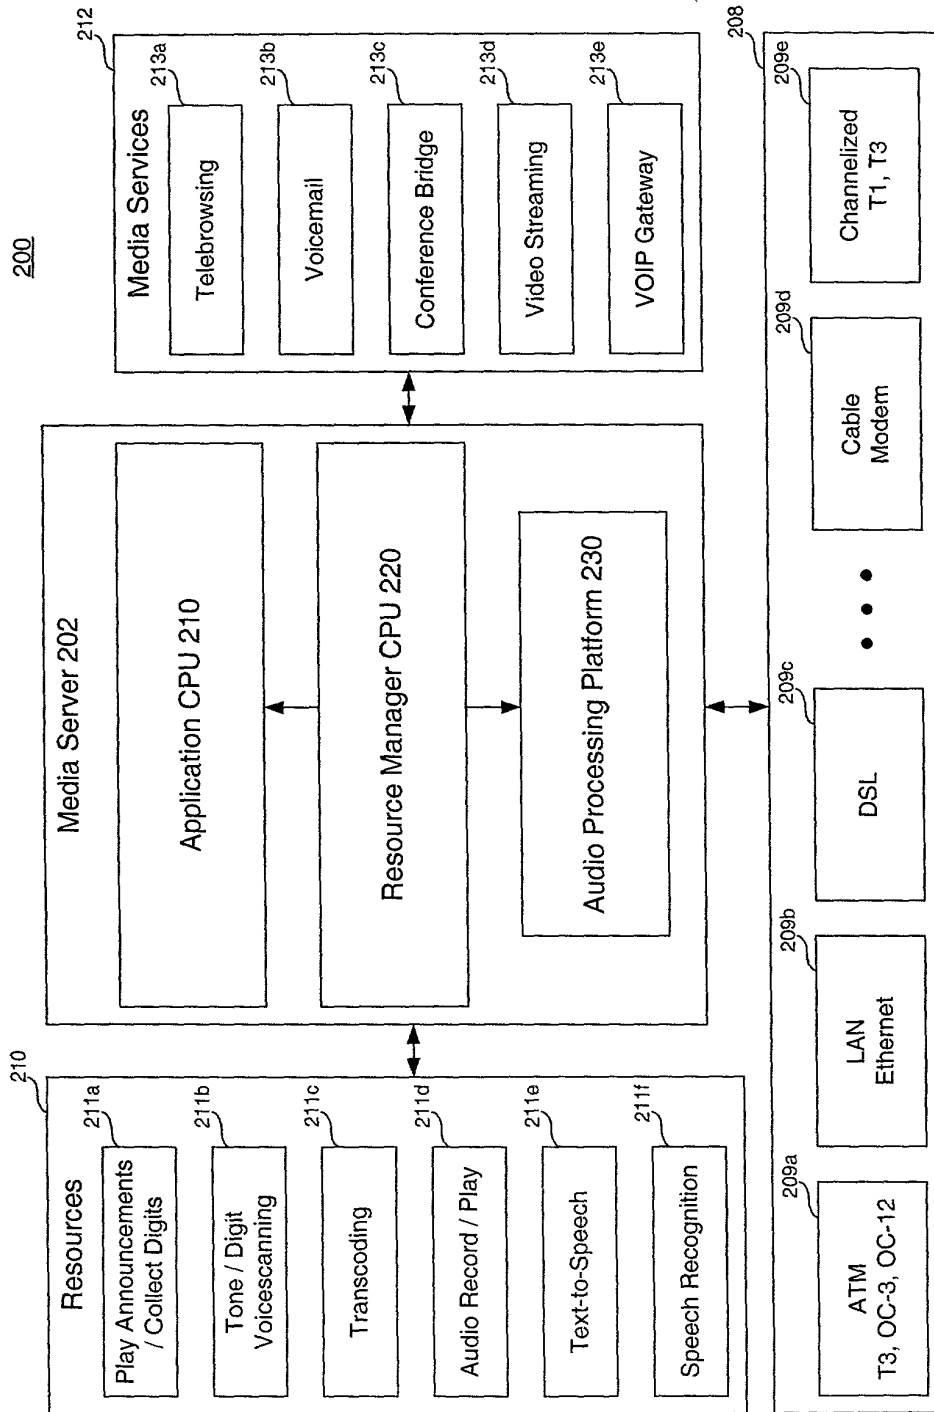 200
Resources
210
Play Announcements
/ Collect Digits
211a
Tone / Digit
Voicescanning
211b
Transcoding
211c
Audio Record / Play
211d
Text-to-Speech
211e
Speech Recognition
211f
Media Server 202
Application CPU 210
Resource Manager CPU 220
Audio Processing Platform 230
Media Services
212
Telebrowsing
213a
Voicemail
213b
Conference Bridge
213c
Video Streaming
213d
VOIP Gateway
213e
208
ATM
T3, OC-3, OC-12
209a
LAN
Ethernet
209b
DSL
209c
Cable
Modem
209d
Channelized
T1, T3
209e